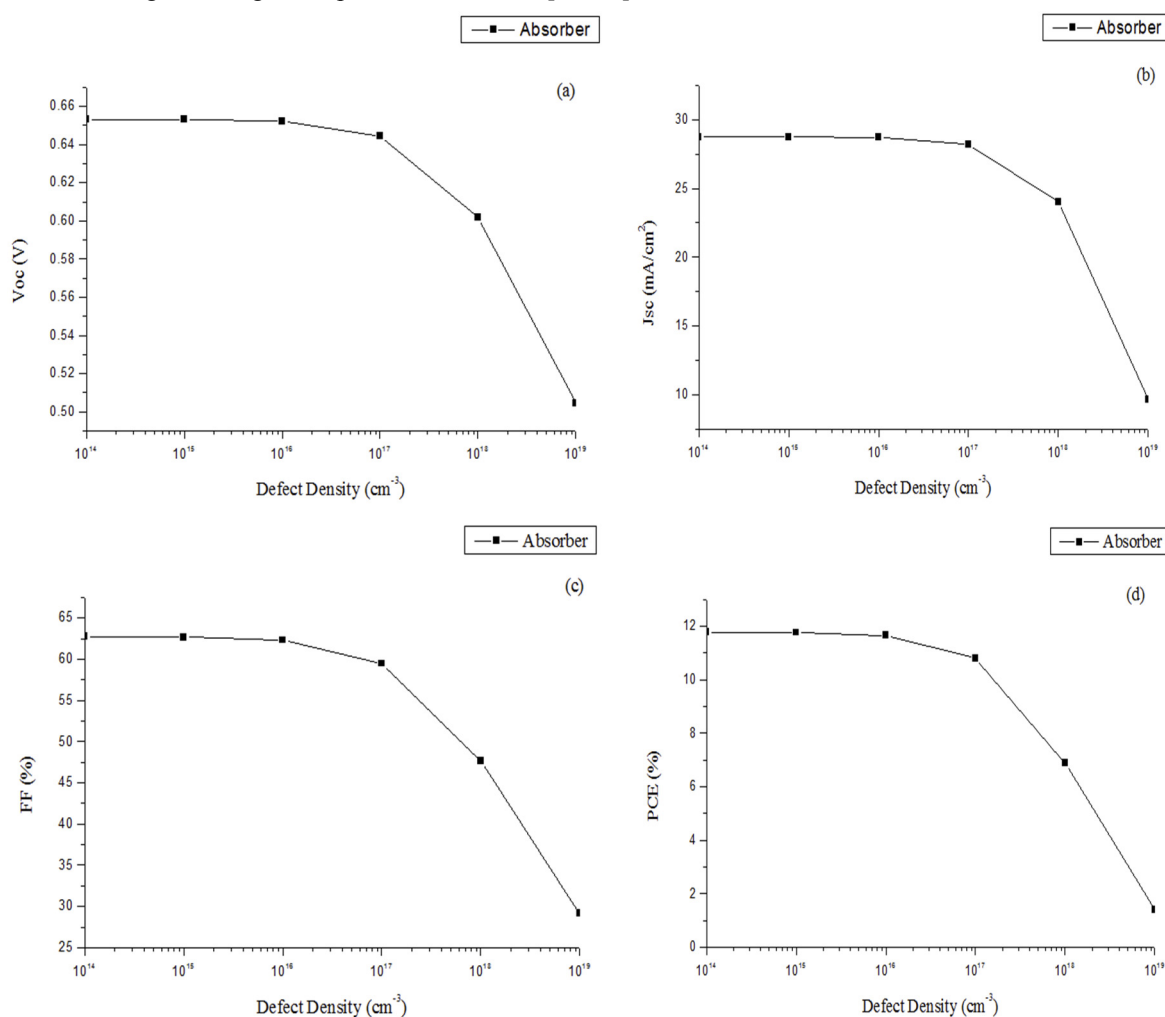 Absorber
(a)
Voc (V)
0.66
0.64
0.62
0.60
0.58
0.56
0.54
0.52
0.50
10^14 10^15 10^16 10^17 10^18 10^19
Defect Density (cm^-3)
Absorber
(b)
Jsc (mA/cm^2)
30
25
20
15
10
10^14 10^15 10^16 10^17 10^18 10^19
Defect Density (cm^-3)
Absorber
(c)
FF (%)
65
60
55
50
45
40
35
30
25
10^14 10^15 10^16 10^17 10^18 10^19
Defect Density (cm^-3)
Absorber
(d)
PCE (%)
12
10
8
6
4
2
0
10^14 10^15 10^16 10^17 10^18 10^19
Defect Density (cm^-3)